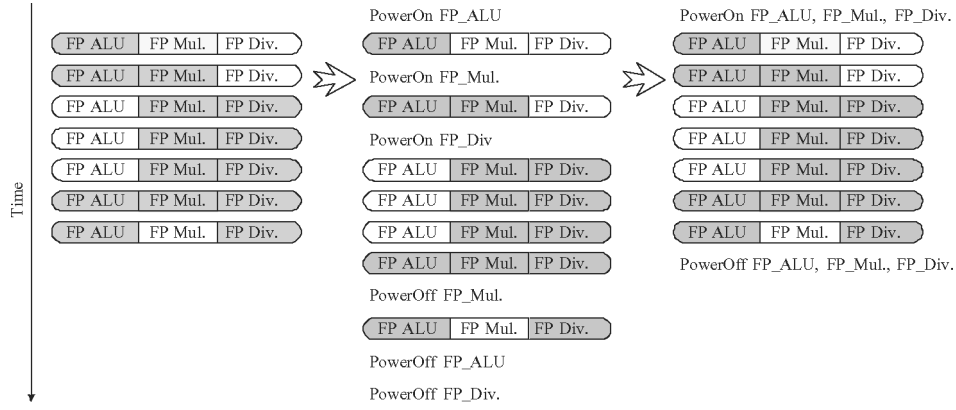 Time
FP ALU FP Mul. FP Div.
FP ALU FP Mul. FP Div.
FP ALU FP Mul. FP Div.
FP ALU FP Mul. FP Div.
FP ALU FP Mul. FP Div.
FP ALU FP Mul. FP Div.
FP ALU FP Mul. FP Div.
PowerOn FP_ALU
FP ALU FP Mul. FP Div.
PowerOn FP_Mul.
FP ALU FP Mul. FP Div.
PowerOn FP_Div
FP ALU FP Mul. FP Div.
FP ALU FP Mul. FP Div.
FP ALU FP Mul. FP Div.
FP ALU FP Mul. FP Div.
PowerOff FP_Mul.
FP ALU FP Mul. FP Div.
PowerOff FP_ALU
PowerOff FP_Div.
PowerOn FP_ALU, FP_Mul., FP_Div.
FP ALU FP Mul. FP Div.
FP ALU FP Mul. FP Div.
FP ALU FP Mul. FP Div.
FP ALU FP Mul. FP Div.
FP ALU FP Mul. FP Div.
FP ALU FP Mul. FP Div.
FP ALU FP Mul. FP Div.
PowerOff FP_ALU, FP_Mul., FP_Div.